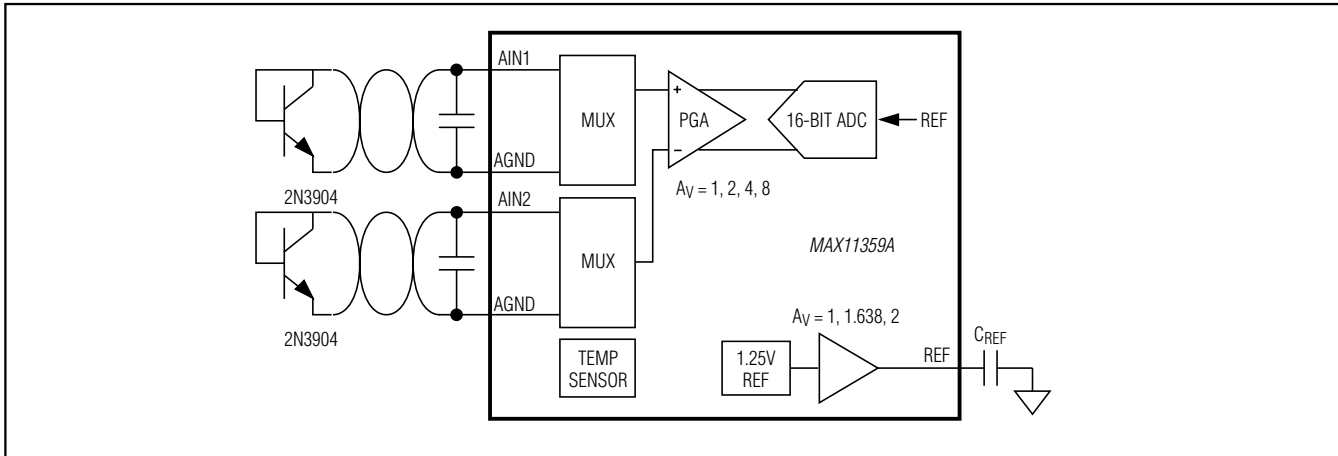 AIN1
MUX
+
PGA
−
16-BIT ADC
REF
AGND
2N3904
AIN2
AV = 1, 2, 4, 8
MUX
MAX11359A
AGND
2N3904
AV = 1, 1.638, 2
TEMP
SENSOR
1.25V
REF
REF
CREF